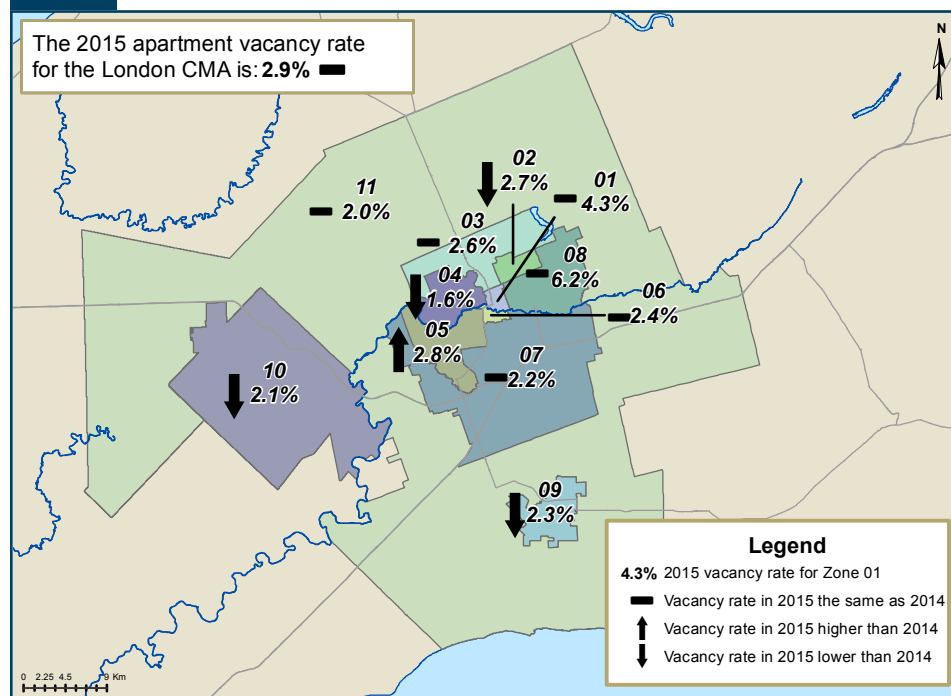 The 2015 apartment vacancy rate
for the London CMA is: 2.9%
N
02
2.7%
01
4.3%
11
2.0%
03
2.6%
08
6.2%
04
1.6%
06
2.4%
05
2.8%
07
2.2%
10
2.1%
09
2.3%
Legend
4.3% 2015 vacancy rate for Zone 01
Vacancy rate in 2015 the same as 2014
Vacancy rate in 2015 higher than 2014
Vacancy rate in 2015 lower than 2014
0 2.25 4.5 9 Km